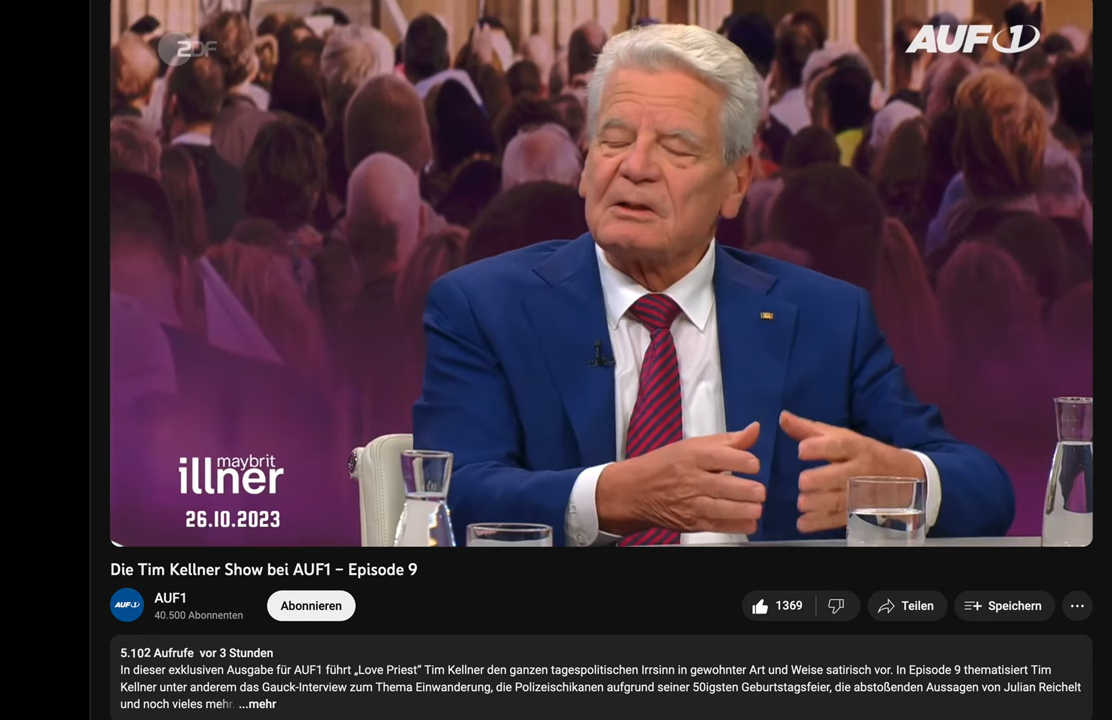 ZDF
AUF1
maybrit
illner
26.10.2023
Die Tim Kellner Show bei AUF1 – Episode 9
AUF1
AUF1
40.500 Abonnenten
Abonnieren
1369
Teilen
Speichern
5.102 Aufrufe vor 3 Stunden
In dieser exklusiven Ausgabe für AUF1 führt „Love Priest“ Tim Kellner den ganzen tagespolitischen Irrsinn in gewohnter Art und Weise satirisch vor. In Episode 9 thematisiert Tim
Kellner unter anderem das Gauck-Interview zum Thema Einwanderung, die Polizeischikanen aufgrund seiner 50igsten Geburtstagsfeier, die abstoßenden Aussagen von Julian Reichelt
und noch vieles mehr. ...mehr